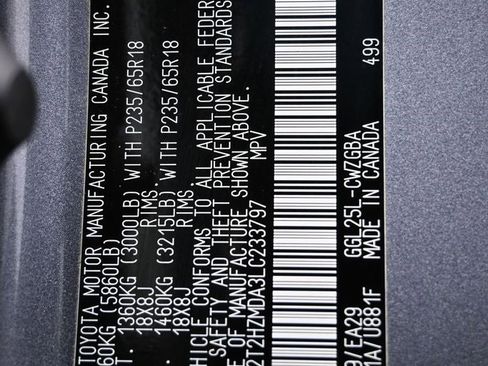 TOYOTA MOTOR MANUFACTURING CANADA INC.
60KG (5860LB)
T. 1360KG (3000LB) WITH P235/65R18
18X8J RIMS.
1460KG (3215LB) WITH P235/65R18
18X8J RIMS.
HICLE CONFORMS TO ALL APPLICABLE FEDER
SAFETY AND THEFT PREVENTION STANDARDS
E OF MANUFACTURE SHOWN ABOVE.
2T2HZMDA3LC233797 MPV
9/EA29 GGL25L-CWZGBA 499
1A/0881F MADE IN CANADA